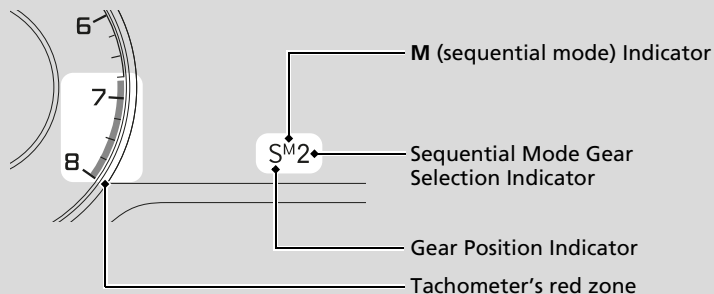 6
7
8
SM2
M (sequential mode) Indicator
Sequential Mode Gear
Selection Indicator
Gear Position Indicator
Tachometer’s red zone